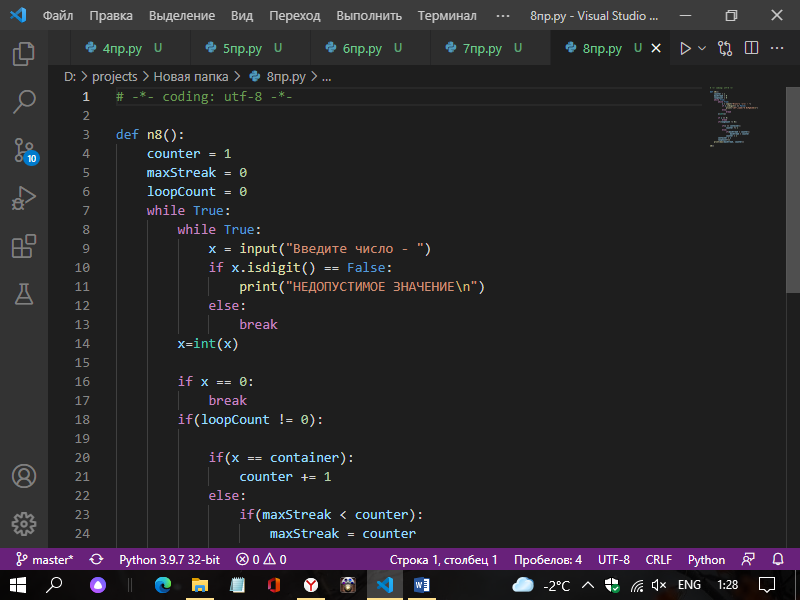 Файл Правка Выделение Вид Переход Выполнить Терминал ··· 8пр.py - Visual Studio ...
4пр.py U 5пр.py U 6пр.py U 7пр.py U 8пр.py U
D: > projects > Новая папка > 8пр.py > ...
1 # -*- coding: utf-8 -*-
2
3 def n8():
4 counter = 1
5 maxStreak = 0
6 loopCount = 0
7 while True:
8 while True:
9 x = input("Введите число - ")
10 if x.isdigit() == False:
11 print("НЕДОПУСТИМОЕ ЗНАЧЕНИЕ\n")
12 else:
13 break
14 x=int(x)
15
16 if x == 0:
17 break
18 if(loopCount != 0):
19
20 if(x == container):
21 counter += 1
22 else:
23 if(maxStreak < counter):
24 maxStreak = counter
10
master* Python 3.9.7 32-bit 0 0 Строка 1, столбец 1 Пробелов: 4 UTF-8 CRLF Python
-2°C ENG 1:28